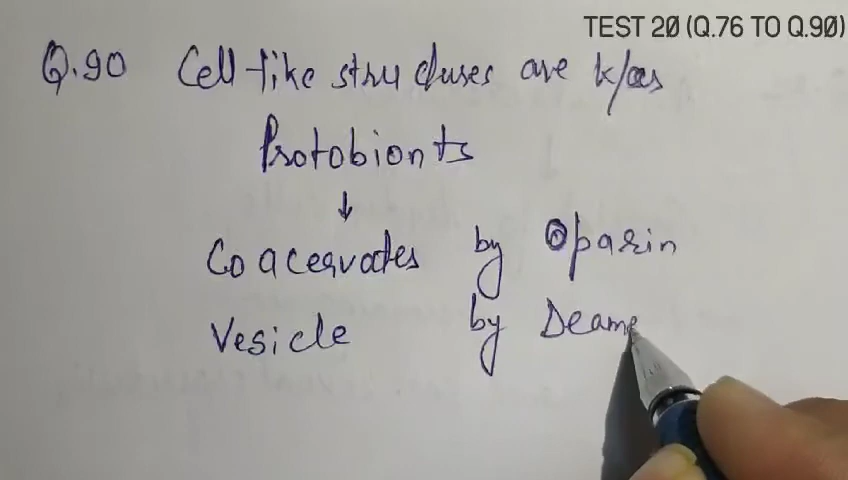 TEST 20 (Q.76 TO Q.90)
Q.90 Cell-like structures are k/as
Protobionts
↓
Coacervates by Oparin
Vesicle by Deame